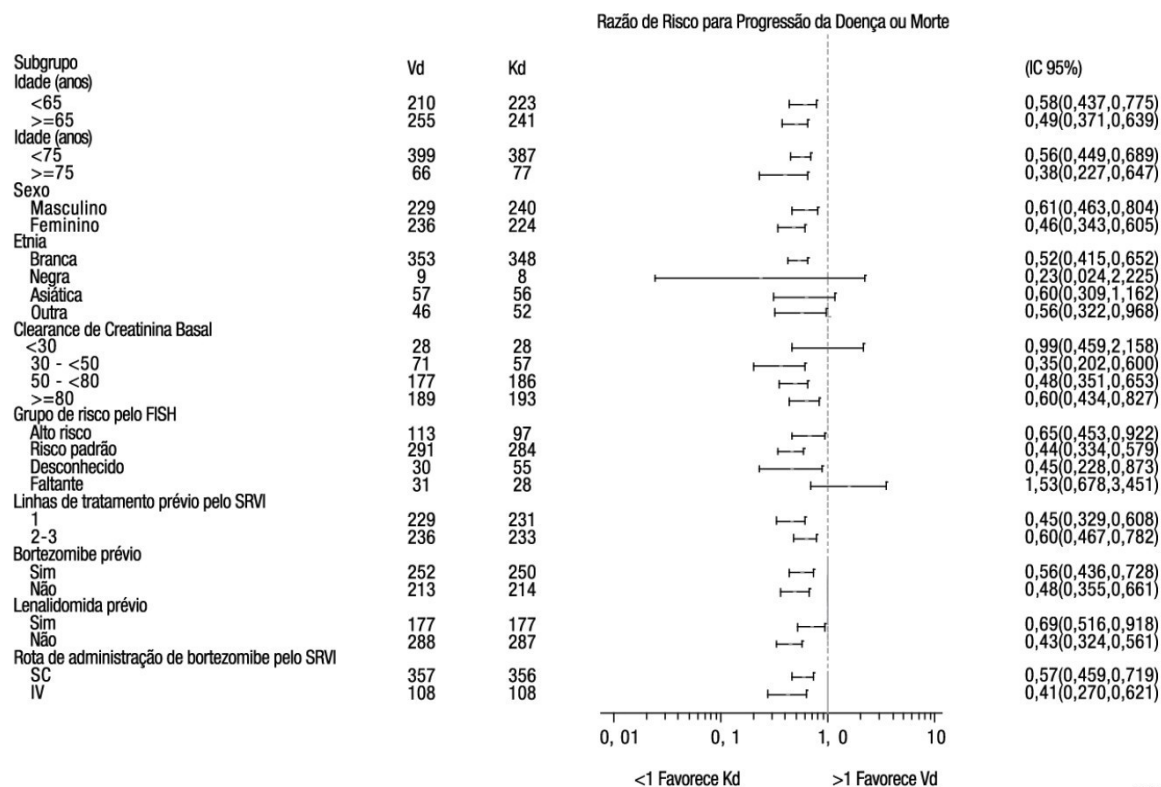 Razão de Risco para Progressão da Doença ou Morte
Subgrupo Vd Kd (IC 95%)
Idade (anos)
<65 210 223 0,58(0,437,0,775)
>=65 255 241 0,49(0,371,0,639)
Idade (anos)
<75 399 387 0,56(0,449,0,689)
>=75 66 77 0,38(0,227,0,647)
Sexo
Masculino 229 240 0,61(0,463,0,804)
Feminino 236 224 0,46(0,343,0,605)
Etnia
Branca 353 348 0,52(0,415,0,652)
Negra 9 8 0,23(0,024,2,225)
Asiática 57 56 0,60(0,309,1,162)
Outra 46 52 0,56(0,322,0,968)
Clearance de Creatinina Basal
<30 28 28 0,99(0,459,2,158)
30 - <50 71 57 0,35(0,202,0,600)
50 - <80 177 186 0,48(0,351,0,653)
>=80 189 193 0,60(0,434,0,827)
Grupo de risco pelo FISH
Alto risco 113 97 0,65(0,453,0,922)
Risco padrão 291 284 0,44(0,334,0,579)
Desconhecido 30 55 0,45(0,228,0,873)
Faltante 31 28 1,53(0,678,3,451)
Linhas de tratamento prévio pelo SRVI
1 229 231 0,45(0,329,0,608)
2-3 236 233 0,60(0,467,0,782)
Bortezomibe prévio
Sim 252 250 0,56(0,436,0,728)
Não 213 214 0,48(0,355,0,661)
Lenalidomida prévio
Sim 177 177 0,69(0,516,0,918)
Não 288 287 0,43(0,324,0,561)
Rota de administração de bortezomibe pelo SRVI
SC 357 356 0,57(0,459,0,719)
IV 108 108 0,41(0,270,0,621)
0, 01 0, 1 1, 0 10
<1 Favorece Kd >1 Favorece Vd